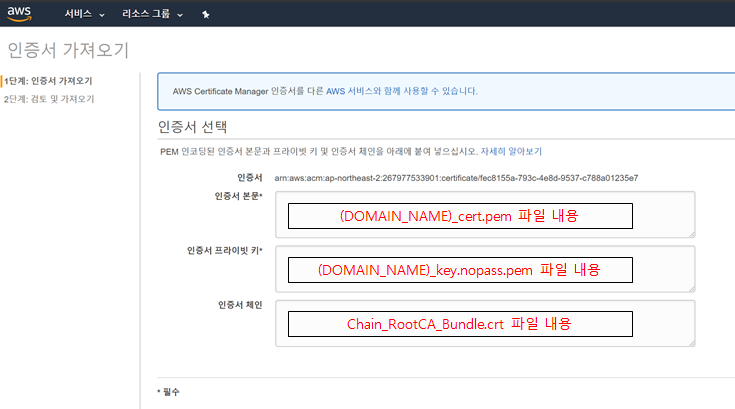 aws 서비스 리소스 그룹
인증서 가져오기
1단계: 인증서 가져오기
2단계: 검토 및 가져오기
AWS Certificate Manager 인증서를 다른 AWS 서비스와 함께 사용할 수 있습니다.
인증서 선택
PEM 인코딩된 인증서 본문과 프라이빗 키 및 인증서 체인을 아래에 붙여 넣으십시오. 자세히 알아보기
인증서 arn:aws:acm:ap-northeast-2:267977533901:certificate/fec8155a-793c-4e8d-9537-c788a01235e7
인증서 본문*
(DOMAIN_NAME)_cert.pem 파일 내용
인증서 프라이빗 키*
(DOMAIN_NAME)_key.nopass.pem 파일 내용
인증서 체인
Chain_RootCA_Bundle.crt 파일 내용
* 필수